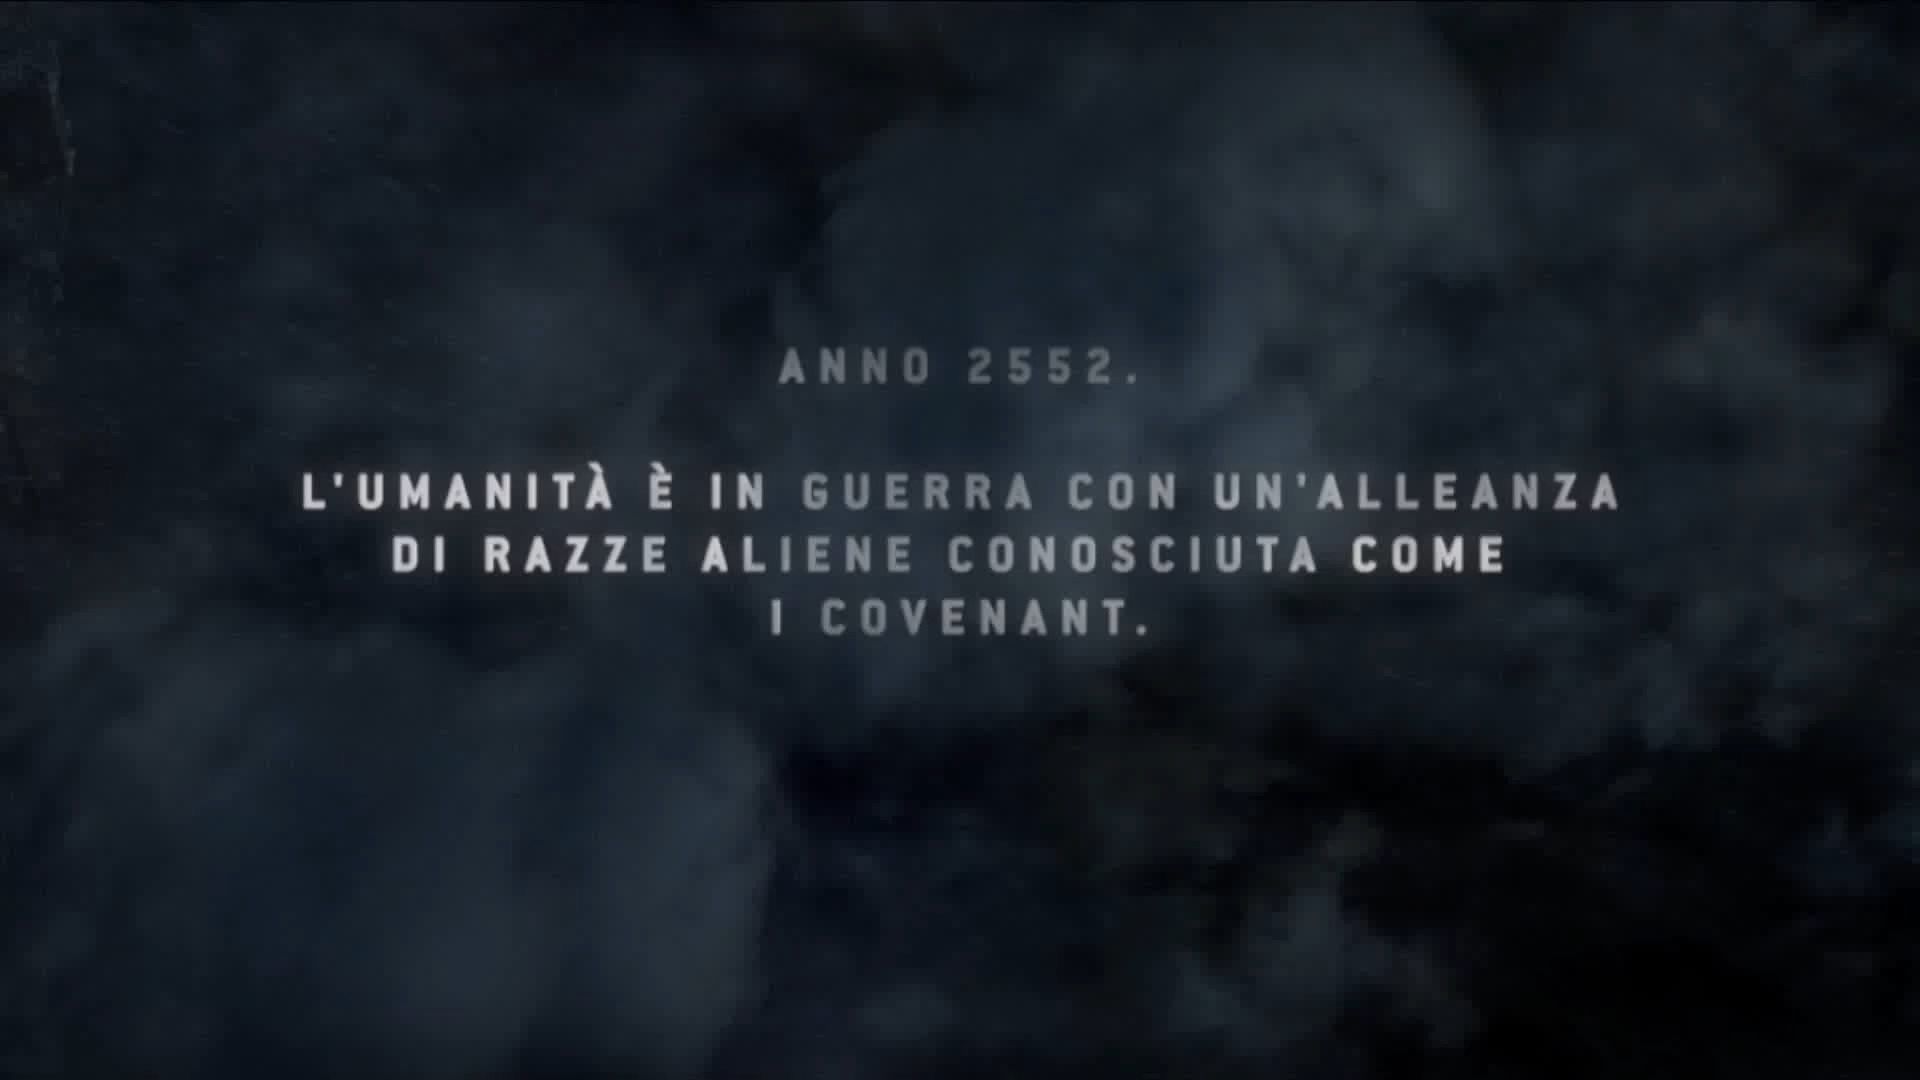 ANNO 2552.
L'UMANITÀ È IN GUERRA CON UN'ALLEANZA
DI RAZZE ALIENE CONOSCIUTA COME
I COVENANT.